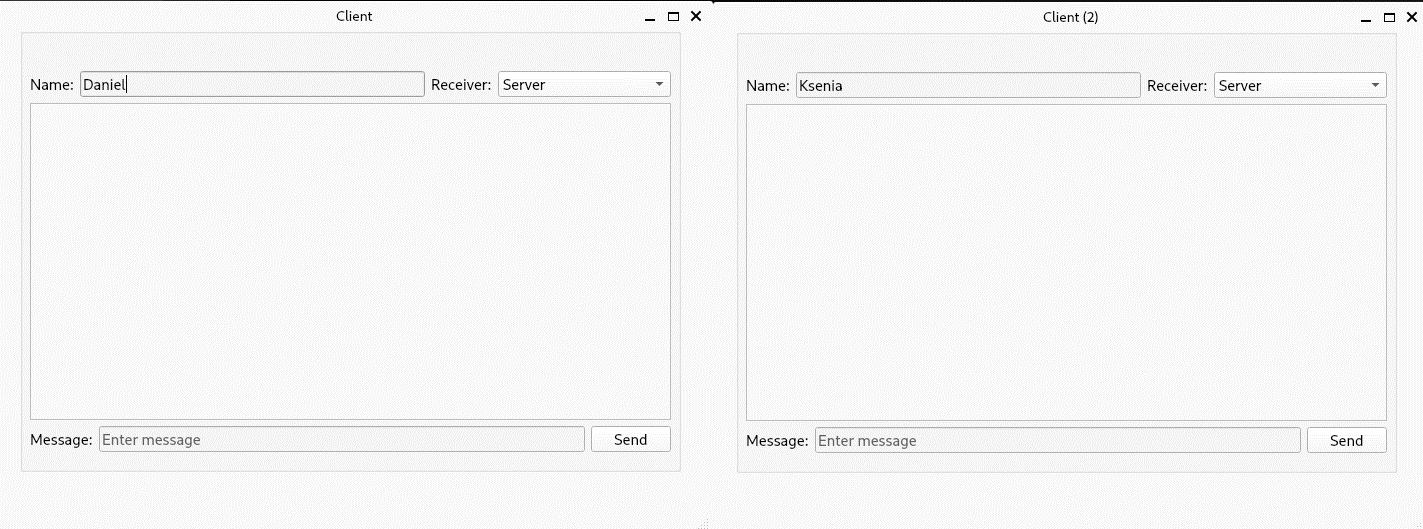 Client
Name: Daniel Receiver: Server
Message: Enter message Send
Client (2)
Name: Ksenia Receiver: Server
Message: Enter message Send